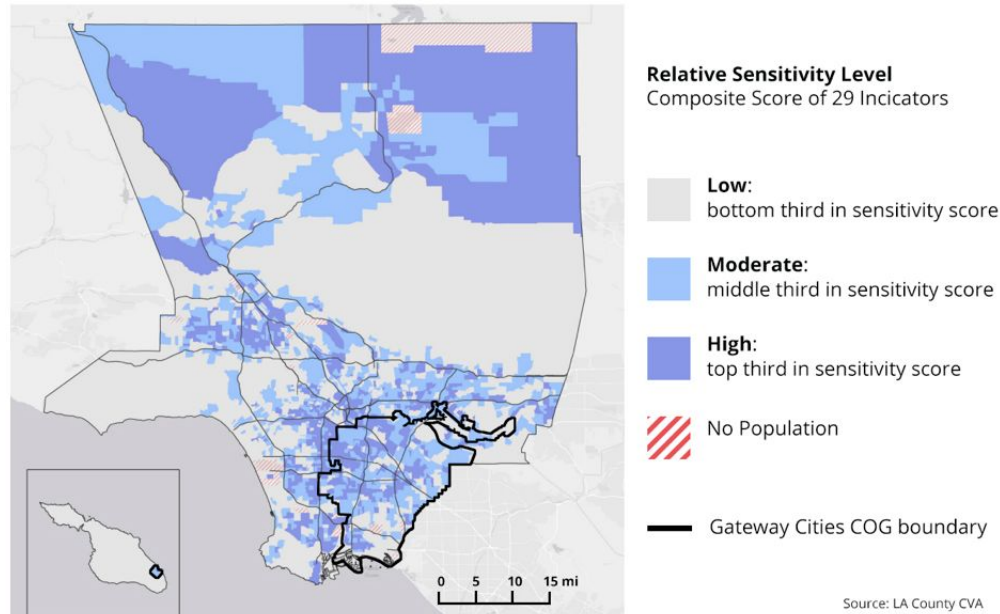 Relative Sensitivity Level
Composite Score of 29 Incicators
Low:
bottom third in sensitivity score
Moderate:
middle third in sensitivity score
High:
top third in sensitivity score
No Population
Gateway Cities COG boundary
0 5 10 15 mi
Source: LA County CVA